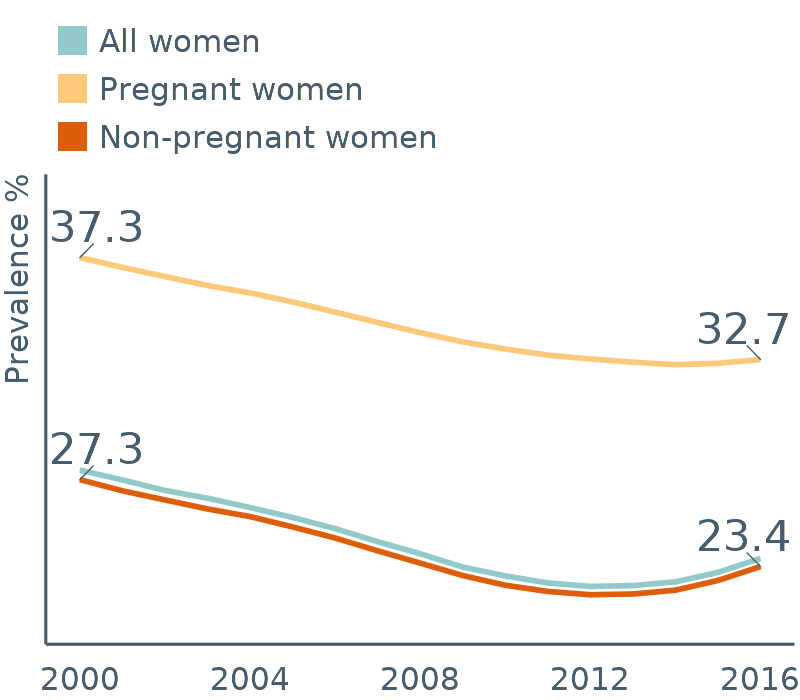 All women
Pregnant women
Non-pregnant women
Prevalence %
37.3
32.7
27.3
23.4
2000 2004 2008 2012 2016